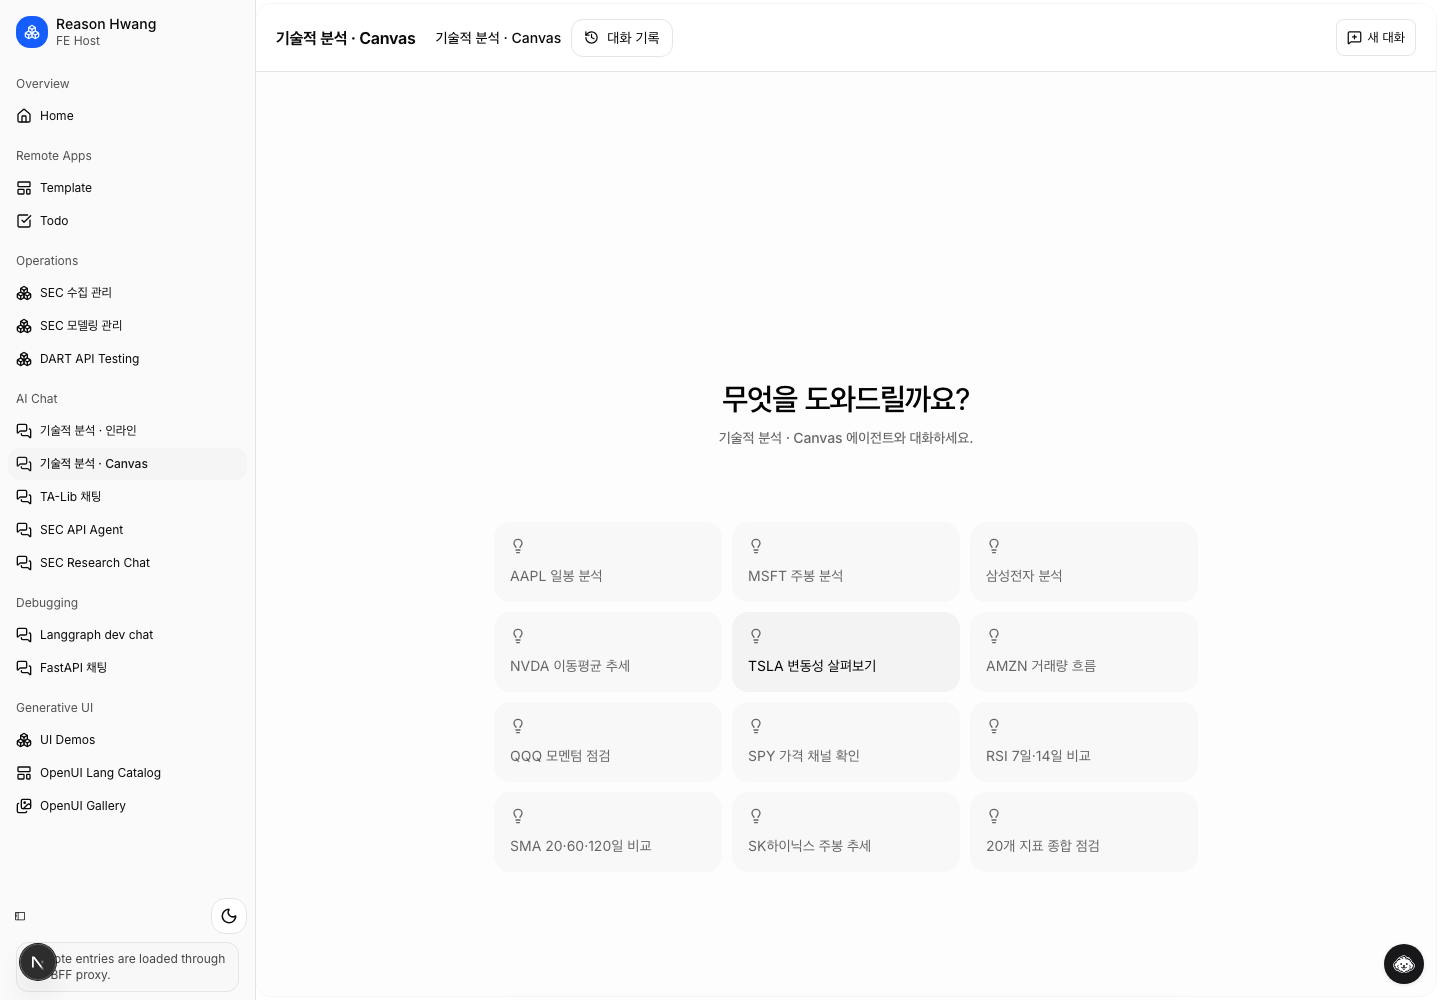 Reason Hwang
FE Host
Overview
Home
Remote Apps
Template
Todo
Operations
SEC 수집 관리
SEC 모델링 관리
DART API Testing
AI Chat
기술적 분석 · 인라인
기술적 분석 · Canvas
TA-Lib 채팅
SEC API Agent
SEC Research Chat
Debugging
Langgraph dev chat
FastAPI 채팅
Generative UI
UI Demos
OpenUI Lang Catalog
OpenUI Gallery
entries are loaded through
BFF proxy.
기술적 분석 · Canvas
기술적 분석 · Canvas
대화 기록
새 대화
무엇을 도와드릴까요?
기술적 분석 · Canvas 에이전트와 대화하세요.
AAPL 일봉 분석
MSFT 주봉 분석
삼성전자 분석
NVDA 이동평균 추세
TSLA 변동성 살펴보기
AMZN 거래량 흐름
QQQ 모멘텀 점검
SPY 가격 채널 확인
RSI 7일·14일 비교
SMA 20·60·120일 비교
SK하이닉스 주봉 추세
20개 지표 종합 점검